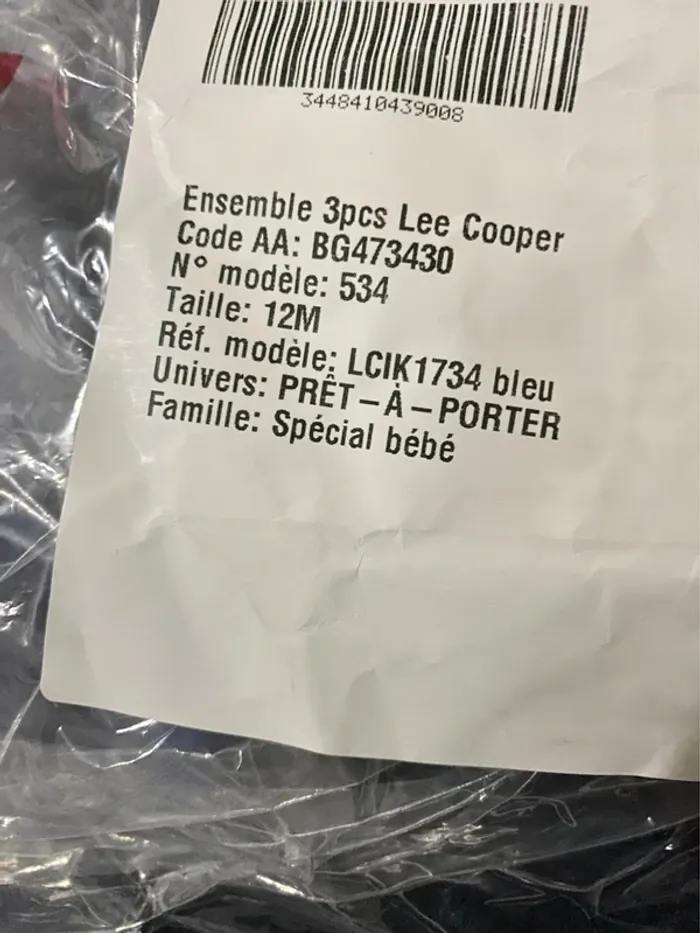 3448410439008
Ensemble 3pcs Lee Cooper
Code AA: BG473430
N° modèle: 534
Taille: 12M
Réf. modèle: LCIK1734 bleu
Univers: PRÊT-À-PORTER
Famille: Spécial bébé